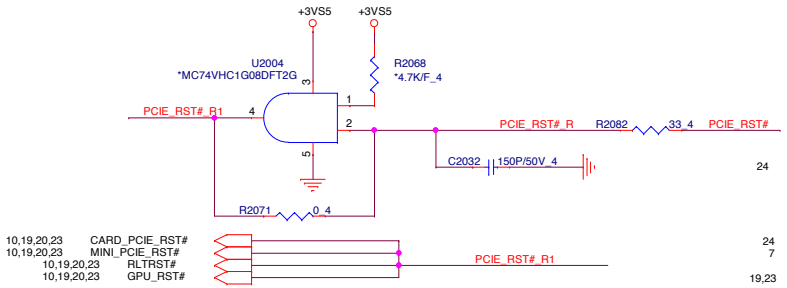 +3VS5 +3VS5
U2004 R2068
*MC74VHC1G08DFT2G *4.7K/F_4
3
1
PCIE_RST#_R1 4
2 PCIE_RST#_R R2082 33_4 PCIE_RST#
5
C2032 150P/50V_4 24
R2071 0_4
10,19,20,23 CARD_PCIE_RST# 24
10,19,20,23 MINI_PCIE_RST# 7
10,19,20,23 RLTRST# PCIE_RST#_R1
10,19,20,23 GPU_RST# 19,23